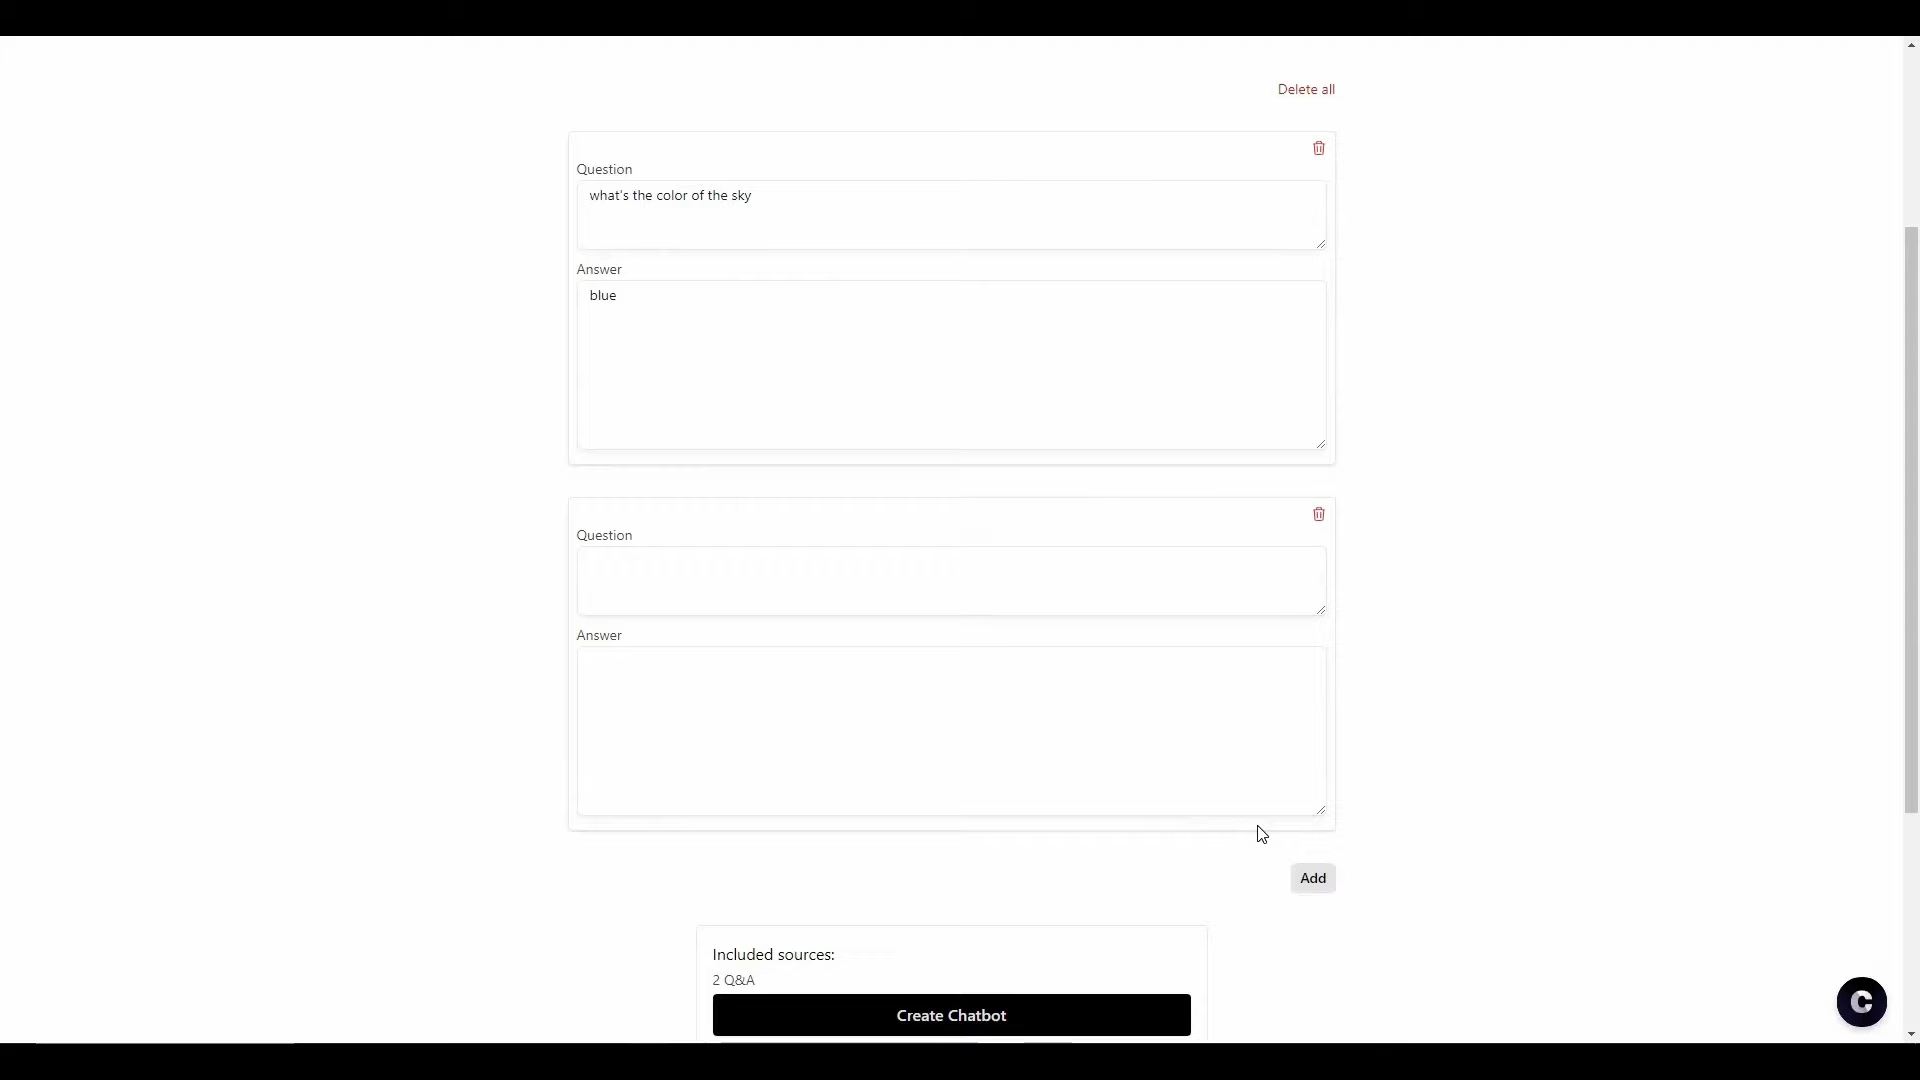 Delete all
Question
what's the color of the sky
Answer
blue
Question
Answer
Add
Included sources:
2 Q&A
Create Chatbot
C